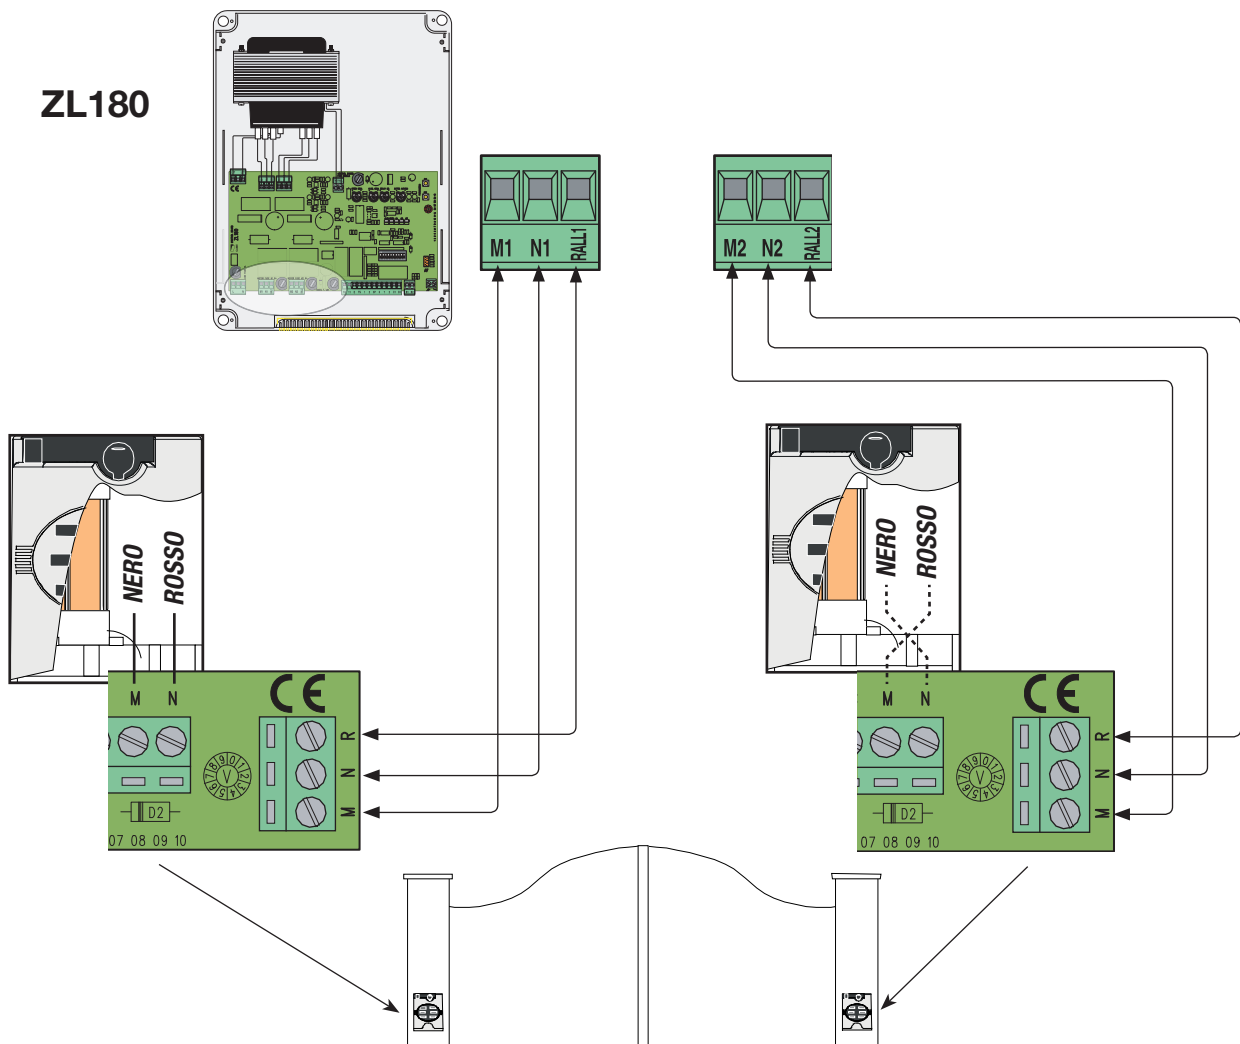 ZL180
M1 N1 RALL1
M2 N2 RALL2
NERO
ROSSO
M N
CE
R
N
M
V
D2
07 08 09 10
NERO
ROSSO
M N
CE
R
N
M
V
D2
07 08 09 10